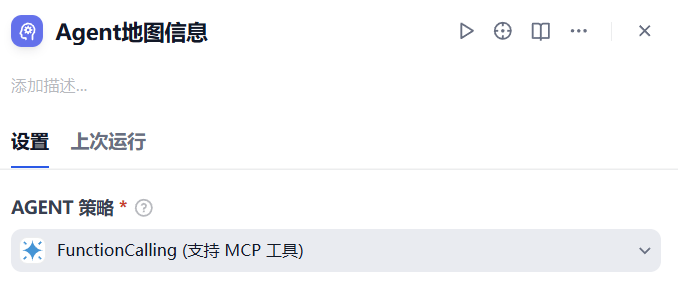 Agent地图信息
添加描述...
设置 上次运行
AGENT 策略 *
FunctionCalling (支持 MCP 工具)